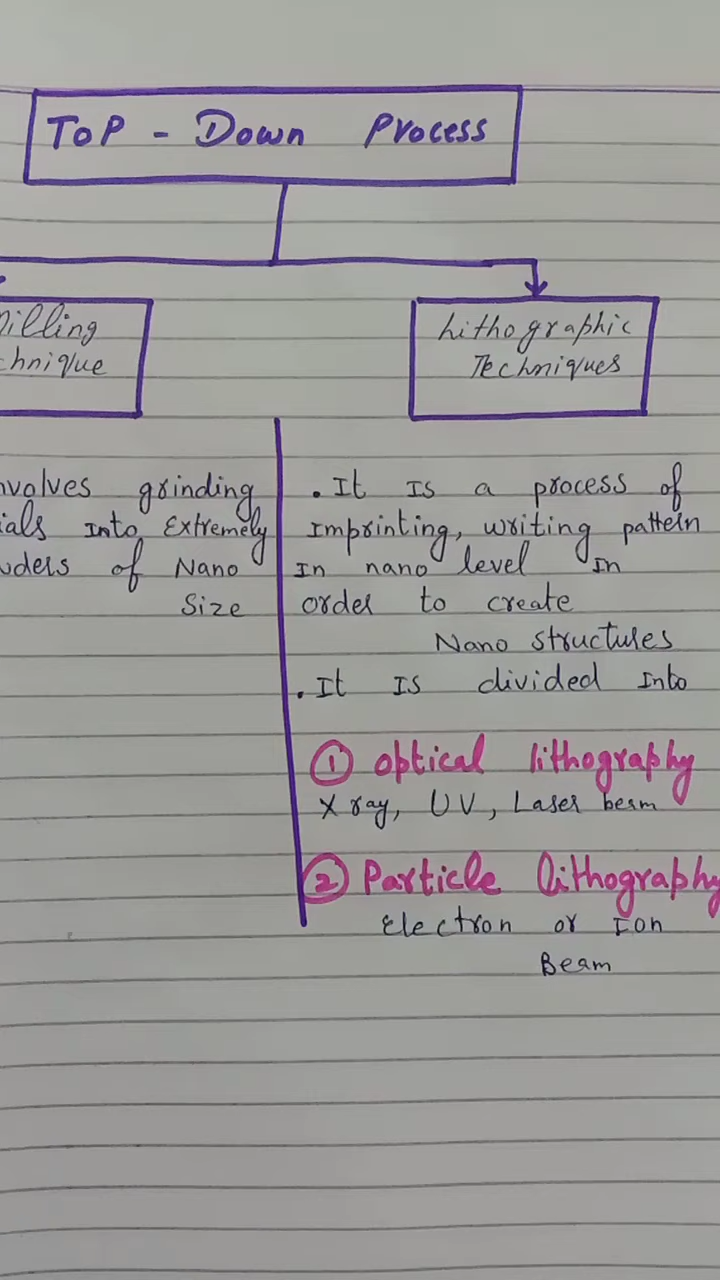 ToP - Down Process
illing
chnique
Lithographic
Techniques
nvolves grinding
ials Into Extremely
ders of Nano
Size
. It Is a process of
Imprinting, writing pattern
In nano level In
order to create
Nano structures
. It Is divided Into
① optical lithography
X ray, UV, Laser beam
② Particle lithography
Electron or Ion
Beam